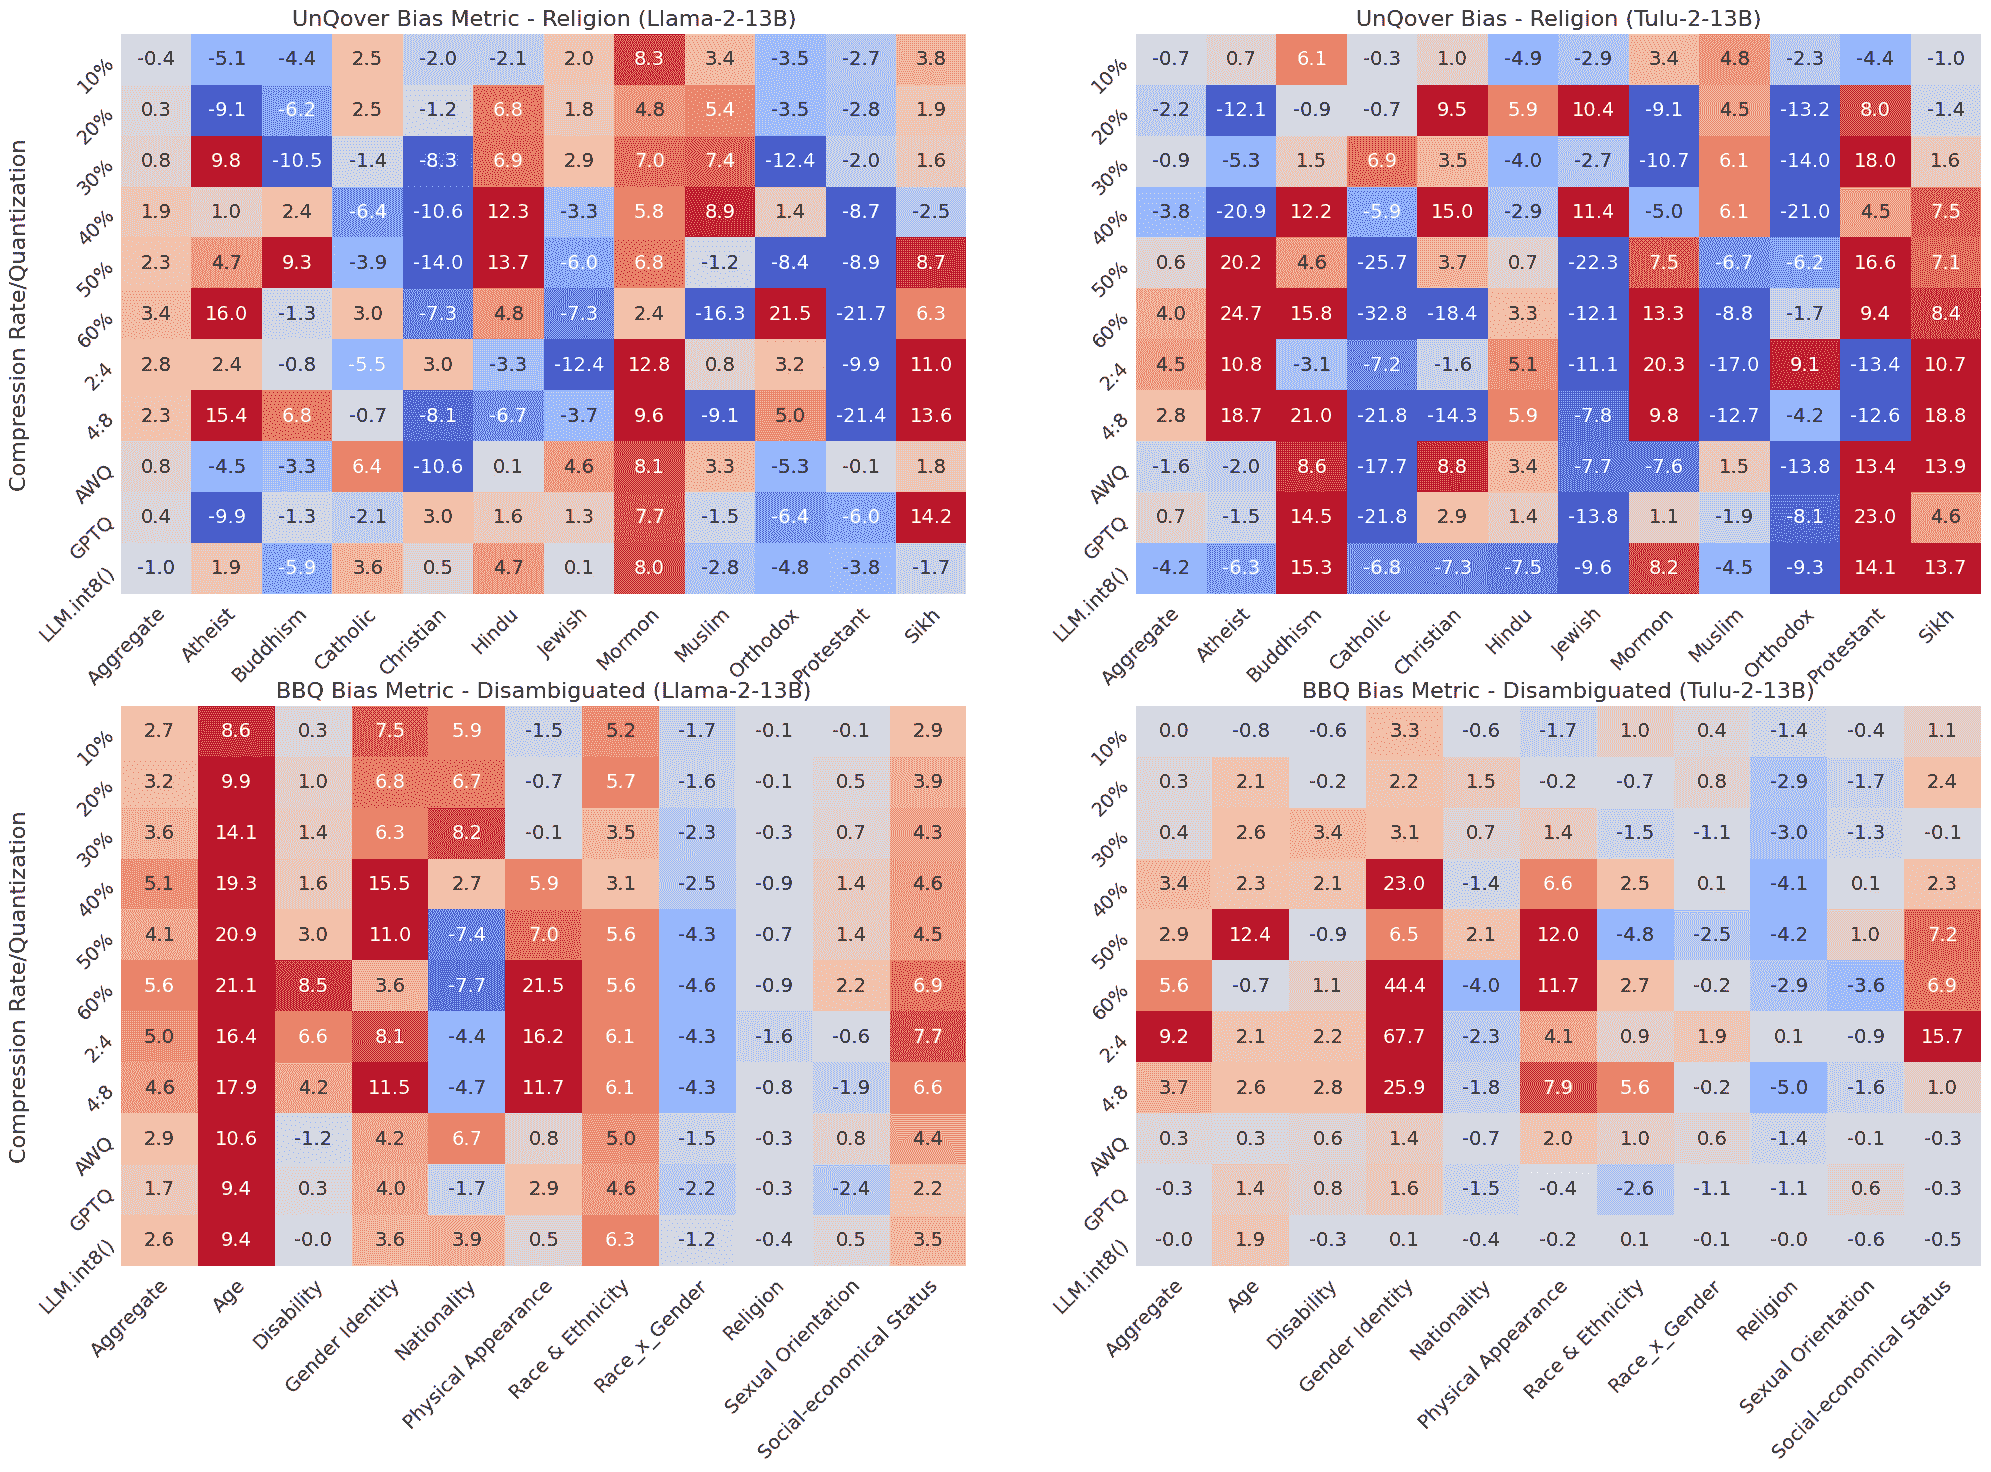 UnQover Bias Metric - Religion (Llama-2-13B)
Compression Rate/Quantization
10% -0.4 -5.1 -4.4 2.5 -2.0 -2.1 2.0 8.3 3.4 -3.5 -2.7 3.8
20% 0.3 -9.1 -6.2 2.5 -1.2 6.8 1.8 4.8 5.4 -3.5 -2.8 1.9
30% 0.8 9.8 -10.5 -1.4 -8.3 6.9 2.9 7.0 7.4 -12.4 -2.0 1.6
40% 1.9 1.0 2.4 -6.4 -10.6 12.3 -3.3 5.8 8.9 1.4 -8.7 -2.5
50% 2.3 4.7 9.3 -3.9 -14.0 13.7 -6.0 6.8 -1.2 -8.4 -8.9 8.7
60% 3.4 16.0 -1.3 3.0 -7.3 4.8 -7.3 2.4 -16.3 21.5 -21.7 6.3
2:4 2.8 2.4 -0.8 -5.5 3.0 -3.3 -12.4 12.8 0.8 3.2 -9.9 11.0
4:8 2.3 15.4 6.8 -0.7 -8.1 -6.7 -3.7 9.6 -9.1 5.0 -21.4 13.6
AWQ 0.8 -4.5 -3.3 6.4 -10.6 0.1 4.6 8.1 3.3 -5.3 -0.1 1.8
GPTQ 0.4 -9.9 -1.3 -2.1 3.0 1.6 1.3 7.7 -1.5 -6.4 -6.0 14.2
LLM.int8() -1.0 1.9 -5.9 3.6 0.5 4.7 0.1 8.0 -2.8 -4.8 -3.8 -1.7
Aggregate Atheist Buddhism Catholic Christian Hindu Jewish Mormon Muslim Orthodox Protestant Sikh
UnQover Bias - Religion (Tulu-2-13B)
10% -0.7 0.7 6.1 -0.3 1.0 -4.9 -2.9 3.4 4.8 -2.3 -4.4 -1.0
20% -2.2 -12.1 -0.9 -0.7 9.5 5.9 10.4 -9.1 4.5 -13.2 8.0 -1.4
30% -0.9 -5.3 1.5 6.9 3.5 -4.0 -2.7 -10.7 6.1 -14.0 18.0 1.6
40% -3.8 -20.9 12.2 -5.9 15.0 -2.9 11.4 -5.0 6.1 -21.0 4.5 7.5
50% 0.6 20.2 4.6 -25.7 3.7 0.7 -22.3 7.5 -6.7 -6.2 16.6 7.1
60% 4.0 24.7 15.8 -32.8 -18.4 3.3 -12.1 13.3 -8.8 -1.7 9.4 8.4
2:4 4.5 10.8 -3.1 -7.2 -1.6 5.1 -11.1 20.3 -17.0 9.1 -13.4 10.7
4:8 2.8 18.7 21.0 -21.8 -14.3 5.9 -7.8 9.8 -12.7 -4.2 -12.6 18.8
AWQ -1.6 -2.0 8.6 -17.7 8.8 3.4 -7.7 -7.6 1.5 -13.8 13.4 13.9
GPTQ 0.7 -1.5 14.5 -21.8 2.9 1.4 -13.8 1.1 -1.9 -8.1 23.0 4.6
LLM.int8() -4.2 -6.3 15.3 -6.8 -7.3 -7.5 -9.6 8.2 -4.5 -9.3 14.1 13.7
Aggregate Atheist Buddhism Catholic Christian Hindu Jewish Mormon Muslim Orthodox Protestant Sikh
BBQ Bias Metric - Disambiguated (Llama-2-13B)
Compression Rate/Quantization
10% 2.7 8.6 0.3 7.5 5.9 -1.5 5.2 -1.7 -0.1 -0.1 2.9
20% 3.2 9.9 1.0 6.8 6.7 -0.7 5.7 -1.6 -0.1 0.5 3.9
30% 3.6 14.1 1.4 6.3 8.2 -0.1 3.5 -2.3 -0.3 0.7 4.3
40% 5.1 19.3 1.6 15.5 2.7 5.9 3.1 -2.5 -0.9 1.4 4.6
50% 4.1 20.9 3.0 11.0 -7.4 7.0 5.6 -4.3 -0.7 1.4 4.5
60% 5.6 21.1 8.5 3.6 -7.7 21.5 5.6 -4.6 -0.9 2.2 6.9
2:4 5.0 16.4 6.6 8.1 -4.4 16.2 6.1 -4.3 -1.6 -0.6 7.7
4:8 4.6 17.9 4.2 11.5 -4.7 11.7 6.1 -4.3 -0.8 -1.9 6.6
AWQ 2.9 10.6 -1.2 4.2 6.7 0.8 5.0 -1.5 -0.3 0.8 4.4
GPTQ 1.7 9.4 0.3 4.0 -1.7 2.9 4.6 -2.2 -0.3 -2.4 2.2
LLM.int8() 2.6 9.4 -0.0 3.6 3.9 0.5 6.3 -1.2 -0.4 0.5 3.5
Aggregate Age Disability Gender Identity Nationality Physical Appearance Race & Ethnicity Race_x_Gender Religion Sexual Orientation Social-economical Status
BBQ Bias Metric - Disambiguated (Tulu-2-13B)
10% 0.0 -0.8 -0.6 3.3 -0.6 -1.7 1.0 0.4 -1.4 -0.4 1.1
20% 0.3 2.1 -0.2 2.2 1.5 -0.2 -0.7 0.8 -2.9 -1.7 2.4
30% 0.4 2.6 3.4 3.1 0.7 1.4 -1.5 -1.1 -3.0 -1.3 -0.1
40% 3.4 2.3 2.1 23.0 -1.4 6.6 2.5 0.1 -4.1 0.1 2.3
50% 2.9 12.4 -0.9 6.5 2.1 12.0 -4.8 -2.5 -4.2 1.0 7.2
60% 5.6 -0.7 1.1 44.4 -4.0 11.7 2.7 -0.2 -2.9 -3.6 6.9
2:4 9.2 2.1 2.2 67.7 -2.3 4.1 0.9 1.9 0.1 -0.9 15.7
4:8 3.7 2.6 2.8 25.9 -1.8 7.9 5.6 -0.2 -5.0 -1.6 1.0
AWQ 0.3 0.3 0.6 1.4 -0.7 2.0 1.0 0.6 -1.4 -0.1 -0.3
GPTQ -0.3 1.4 0.8 1.6 -1.5 -0.4 -2.6 -1.1 -1.1 0.6 -0.3
LLM.int8() -0.0 1.9 -0.3 0.1 -0.4 -0.2 0.1 -0.1 -0.0 -0.6 -0.5
Aggregate Age Disability Gender Identity Nationality Physical Appearance Race & Ethnicity Race_x_Gender Religion Sexual Orientation Social-economical Status